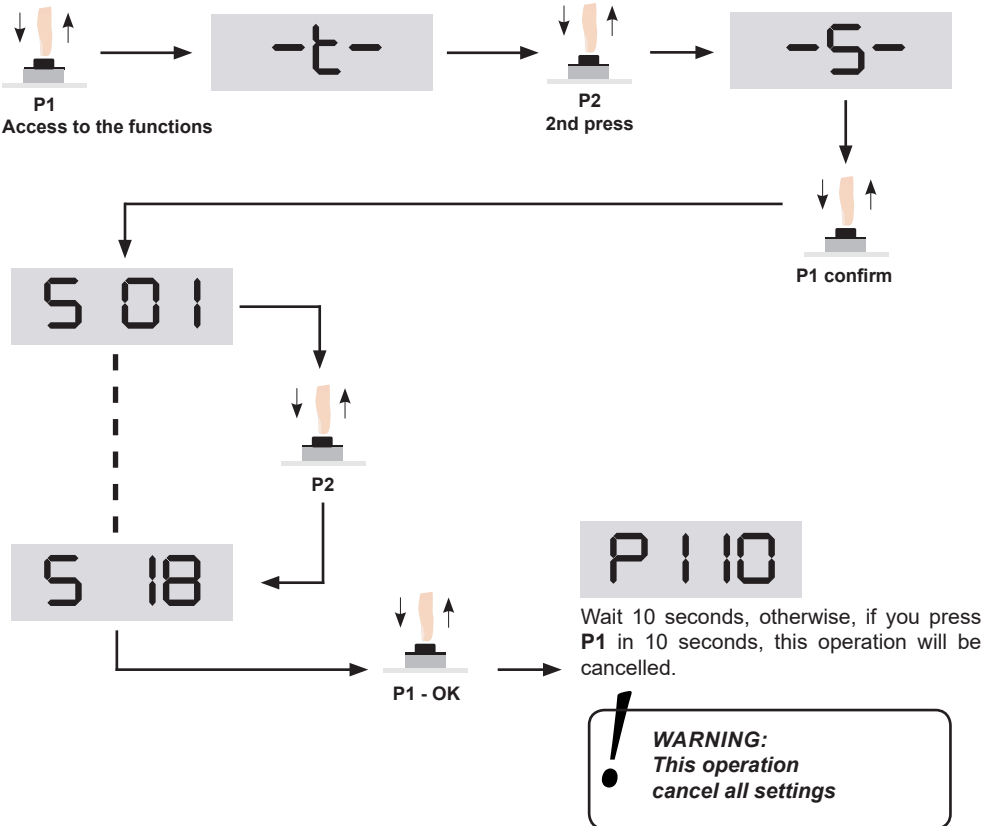 -t-
-S-
P1
Access to the functions
P2
2nd press
P1 confirm
S 01
P2
S 18
P1 - OK
P110
Wait 10 seconds, otherwise, if you press
P1 in 10 seconds, this operation will be
cancelled.
!
WARNING:
This operation
cancel all settings